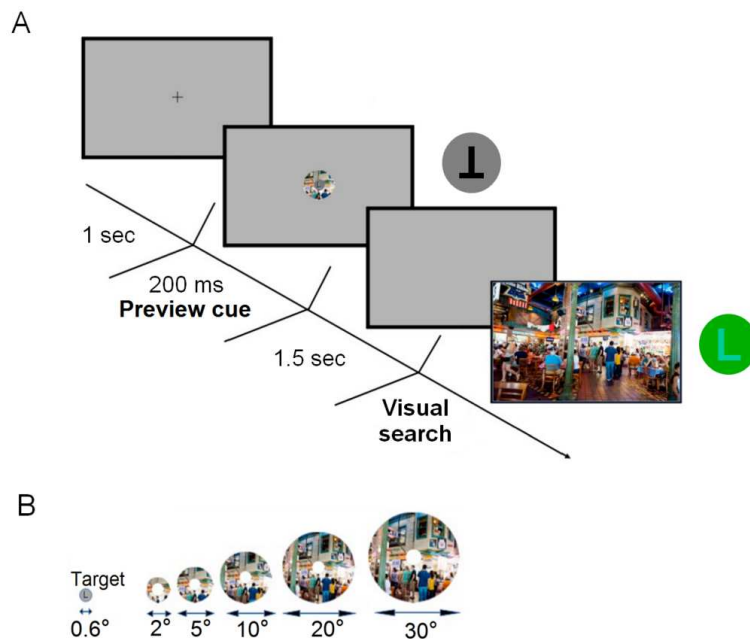 A
1 sec
200 ms
Preview cue
1.5 sec
Visual
search
L
B
Target
L
0.6°
2°
5°
10°
20°
30°